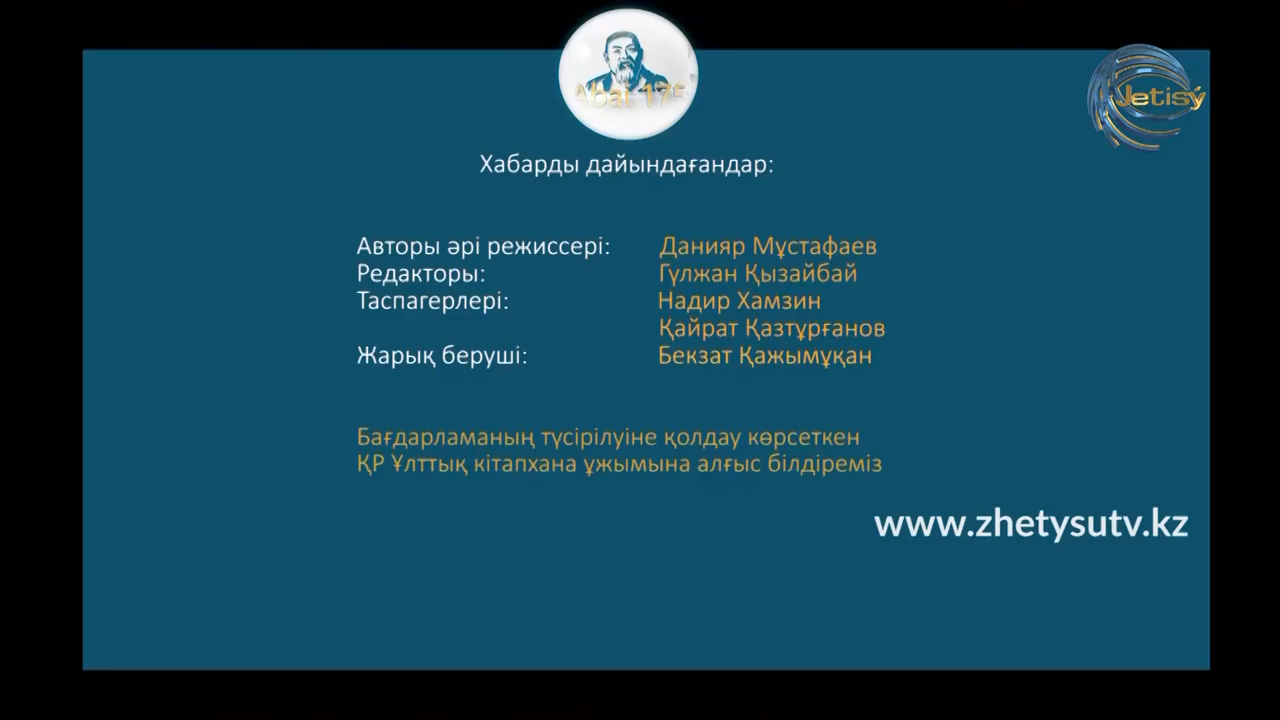 Abai 175
Jetisý
Хабарды дайындағандар:
Авторы әрі режиссері: Данияр Мұстафаев
Редакторы: Гүлжан Қызайбай
Таспагерлері: Надир Хамзин
Қайрат Қазтұрғанов
Жарық беруші: Бекзат Қажымұқан
Бағдарламаның түсірілуіне қолдау көрсеткен
ҚР Ұлттық кітапхана ұжымына алғыс білдіреміз
www.zhetysutv.kz